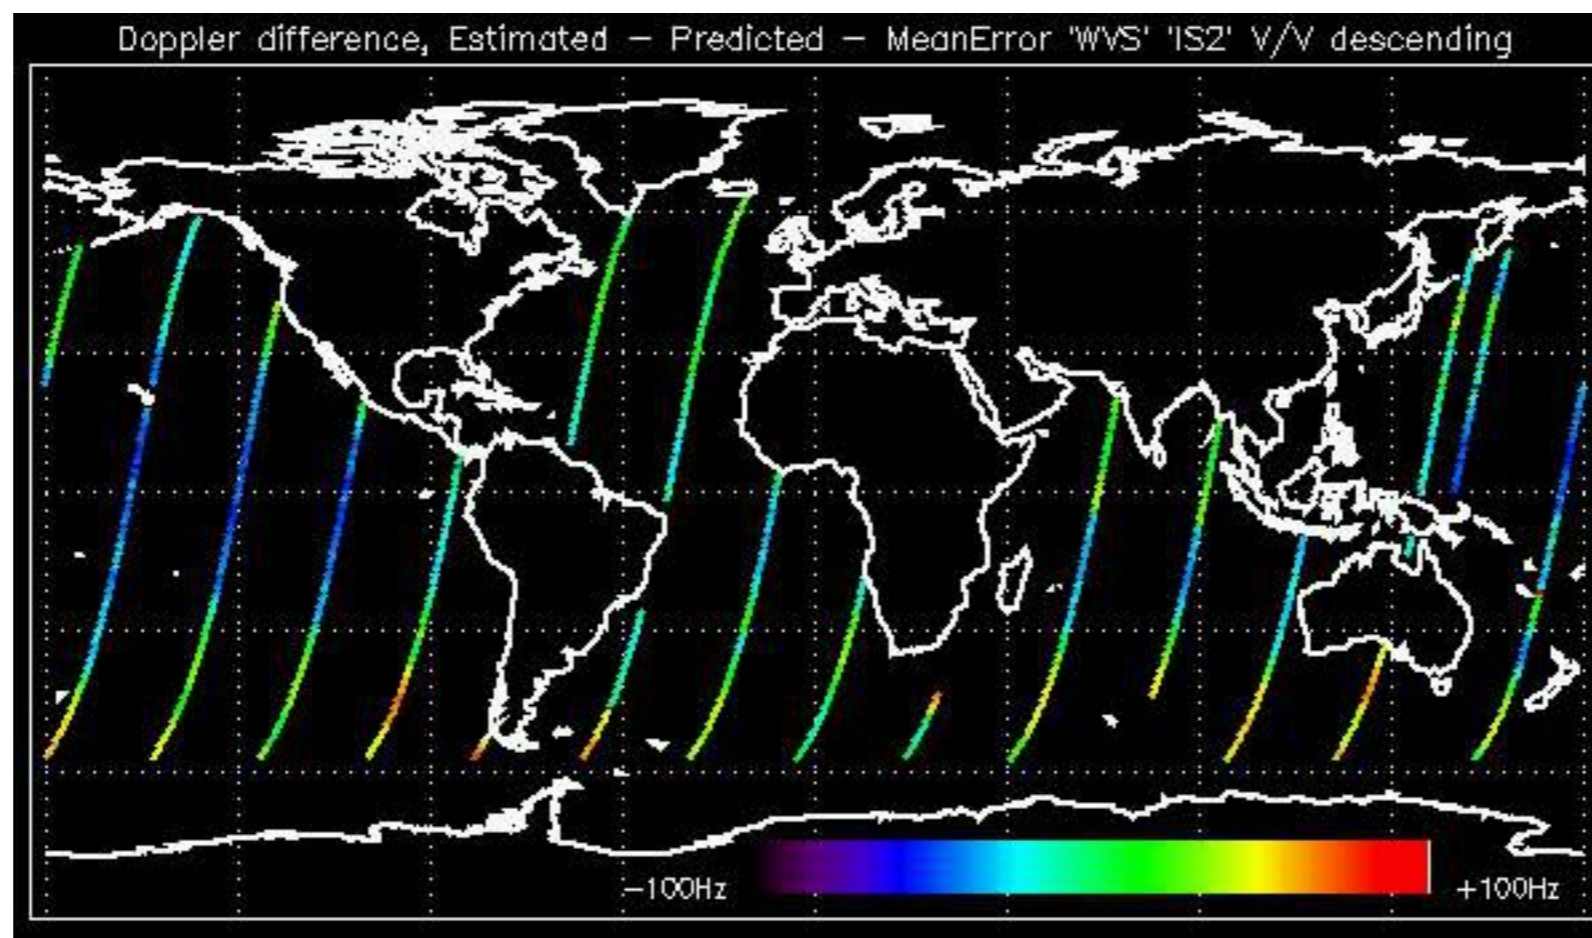 Doppler difference, Estimated – Predicted – MeanError 'WVS' 'IS2' V/V descending
–100Hz
+100Hz